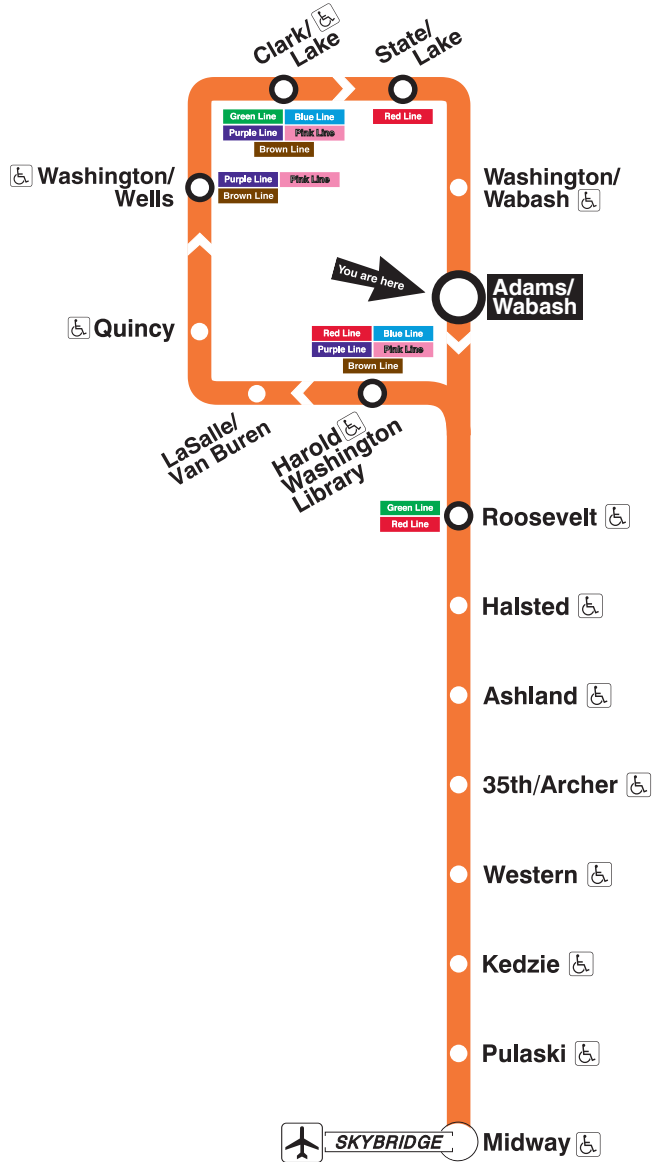 Clark/
Lake
State/
Lake
Green Line
Blue Line
Purple Line
Pink Line
Brown Line
Red Line
Washington/
Wells
Purple Line
Pink Line
Brown Line
Washington/
Wabash
You are here
Adams/
Wabash
Quincy
Red Line
Blue Line
Purple Line
Pink Line
Brown Line
LaSalle/
Van Buren
Harold
Washington
Library
Green Line
Red Line
Roosevelt
Halsted
Ashland
35th/Archer
Western
Kedzie
Pulaski
SKYBRIDGE
Midway